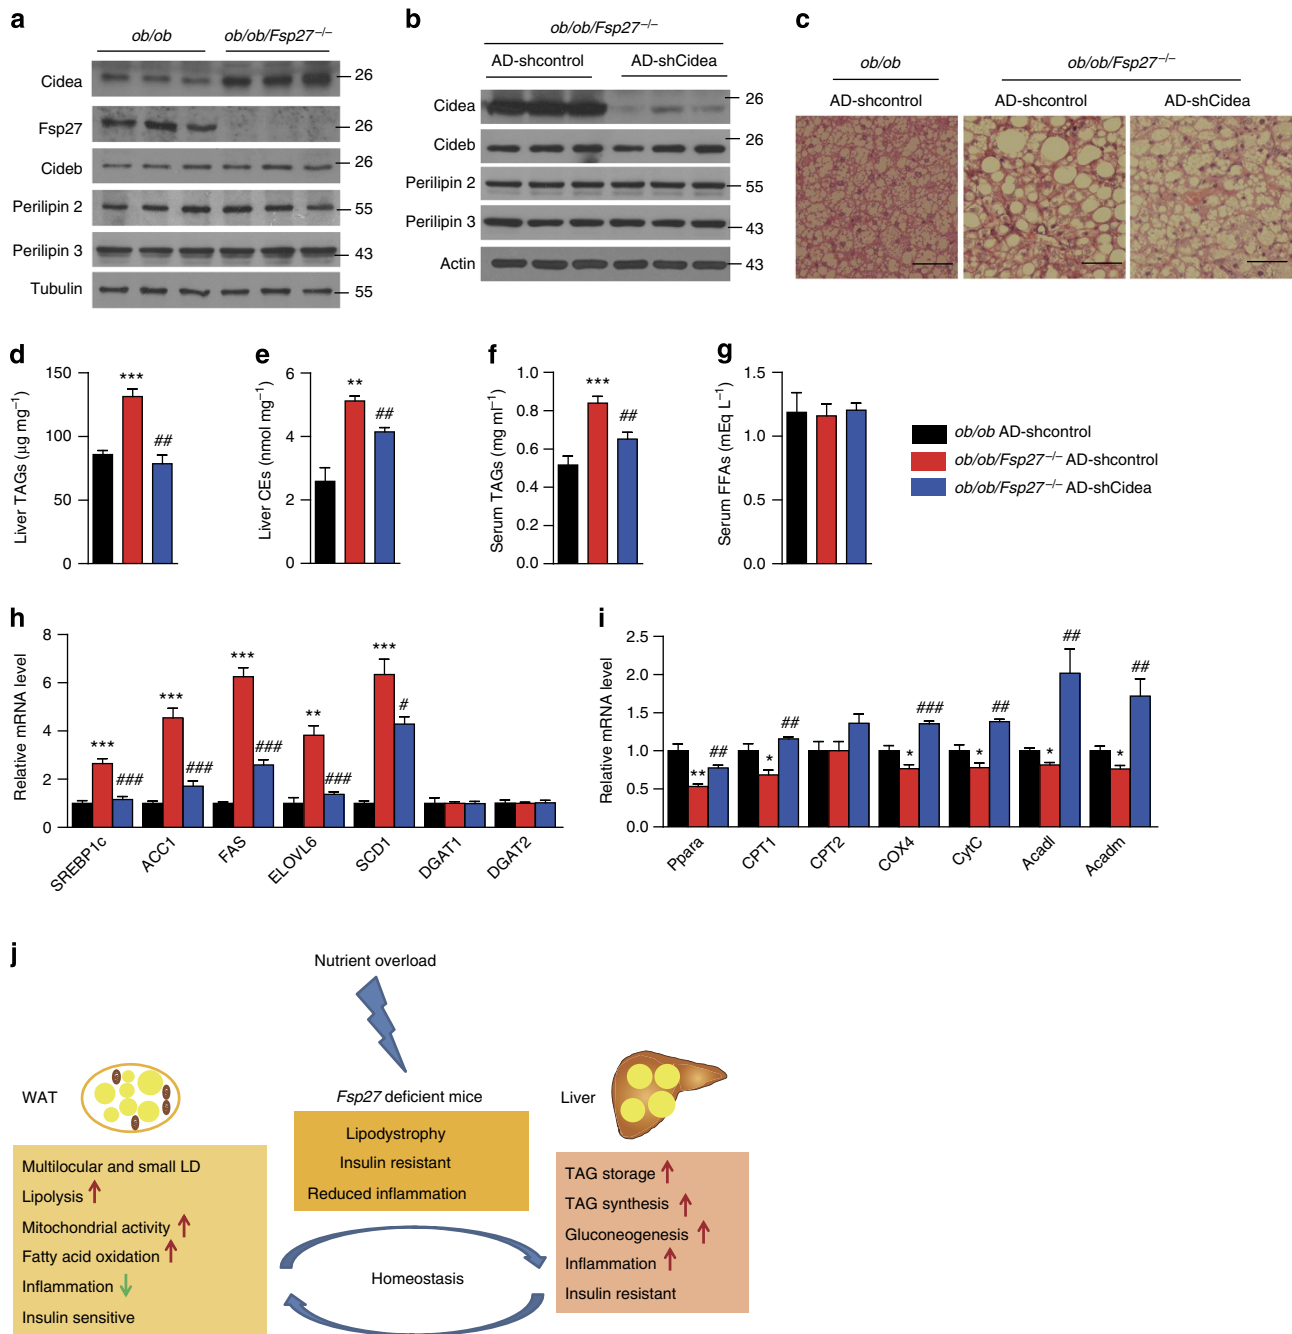 a
ob/ob
ob/ob/Fsp27–/–
Cidea
26
Fsp27
26
Cideb
26
Perilipin 2
55
Perilipin 3
43
Tubulin
55
b
ob/ob/Fsp27–/–
AD-shcontrol
AD-shCidea
Cidea
26
Cideb
26
Perilipin 2
55
Perilipin 3
43
Actin
43
c
ob/ob
ob/ob/Fsp27–/–
AD-shcontrol
AD-shcontrol
AD-shCidea
d
Liver TAGs (μg mg–1)
150
100
50
0
***
##
e
Liver CEs (nmol mg–1)
6
4
2
0
**
##
f
Serum TAGs (mg ml–1)
1.0
0.8
0.6
0.4
0.2
0.0
***
##
g
Serum FFAs (mEq L–1)
1.5
1.0
0.5
0.0
ob/ob AD-shcontrol
ob/ob/Fsp27–/– AD-shcontrol
ob/ob/Fsp27–/– AD-shCidea
h
Relative mRNA level
8
6
4
2
0
***
###
***
###
***
###
**
###
***
#
SREBP1c
ACC1
FAS
ELOVL6
SCD1
DGAT1
DGAT2
i
Relative mRNA level
2.5
2.0
1.5
1.0
0.5
0.0
**
##
*
##
*
###
*
##
*
##
*
##
Ppara
CPT1
CPT2
COX4
CytC
Acadl
Acadm
j
Nutrient overload
WAT
Fsp27 deficient mice
Liver
Lipodystrophy
Insulin resistant
Reduced inflammation
Multilocular and small LD
Lipolysis ↑
Mitochondrial activity ↑
Fatty acid oxidation ↑
Inflammation ↓
Insulin sensitive
Homeostasis
TAG storage ↑
TAG synthesis ↑
Gluconeogenesis ↑
Inflammation ↑
Insulin resistant